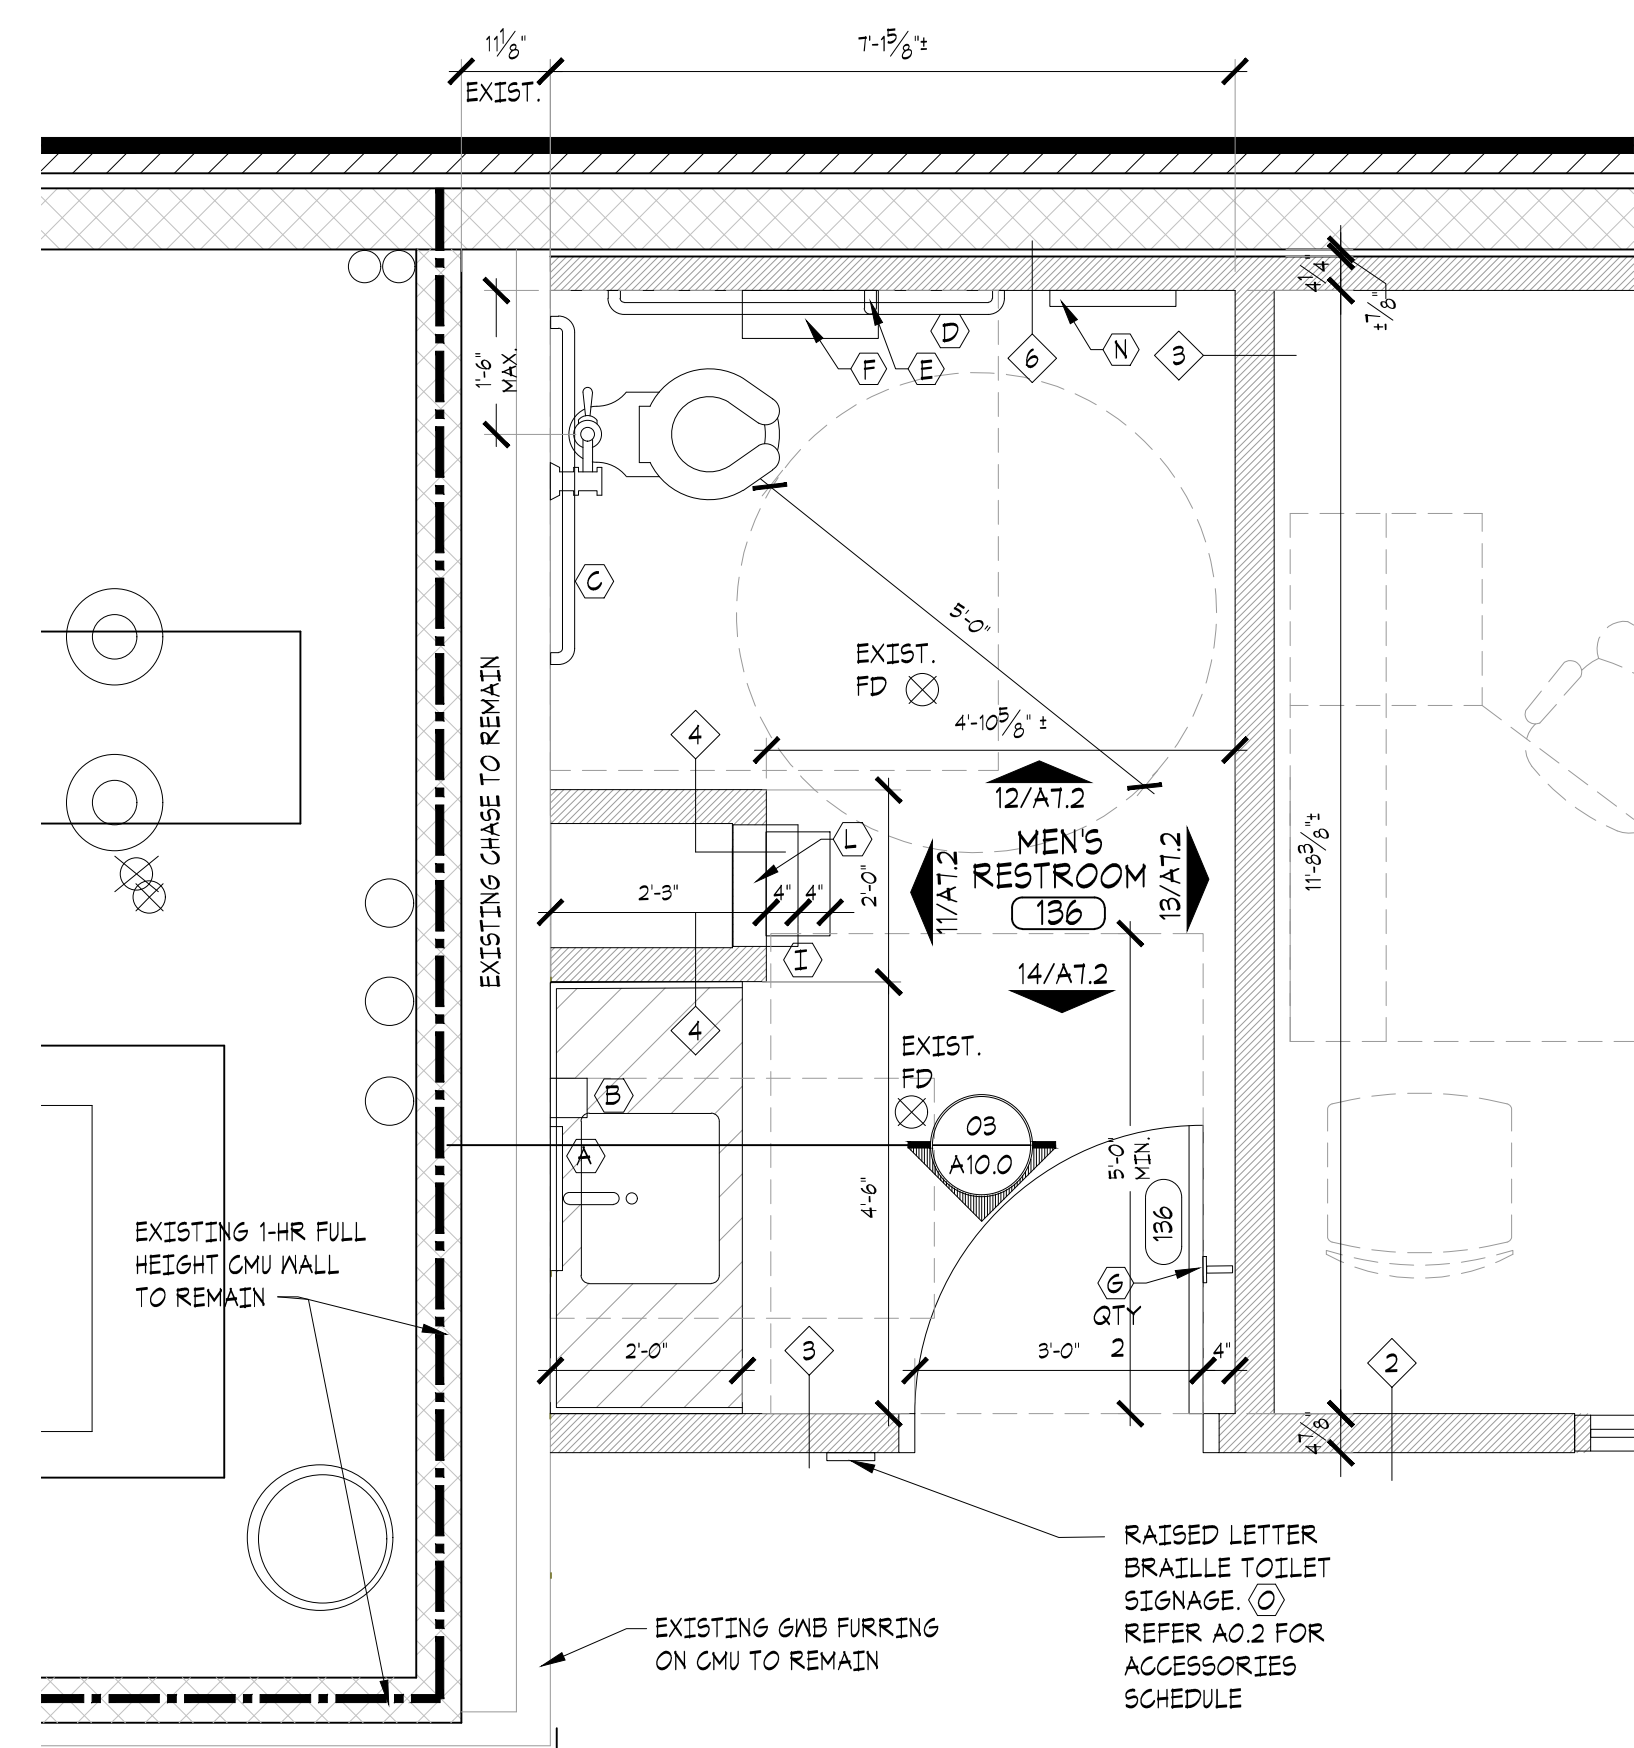 11 1/8"
7'-1 5/8"±
EXIST.
4 1/4"
±7/8"
1'-6"
MAX.
D
F
E
6
N
3
C
5'-0"
EXIST.
FD
4'-10 5/8" ±
4
EXISTING CHASE TO REMAIN
12/A7.2
MEN'S
RESTROOM
136
11/A7.2
13/A7.2
14/A7.2
11'-8 3/8"±
L
2'-3"
4"
4"
2'-0"
I
4
EXIST.
FD
B
A
03
A10.0
5'-0"
MIN.
4'-6"
136
EXISTING 1-HR FULL
HEIGHT CMU WALL
TO REMAIN
G
QTY
2
2'-0"
3
3'-0"
4"
2
4 7/8"
RAISED LETTER
BRAILLE TOILET
SIGNAGE. O
REFER A0.2 FOR
ACCESSORIES
SCHEDULE
EXISTING GWB FURRING
ON CMU TO REMAIN